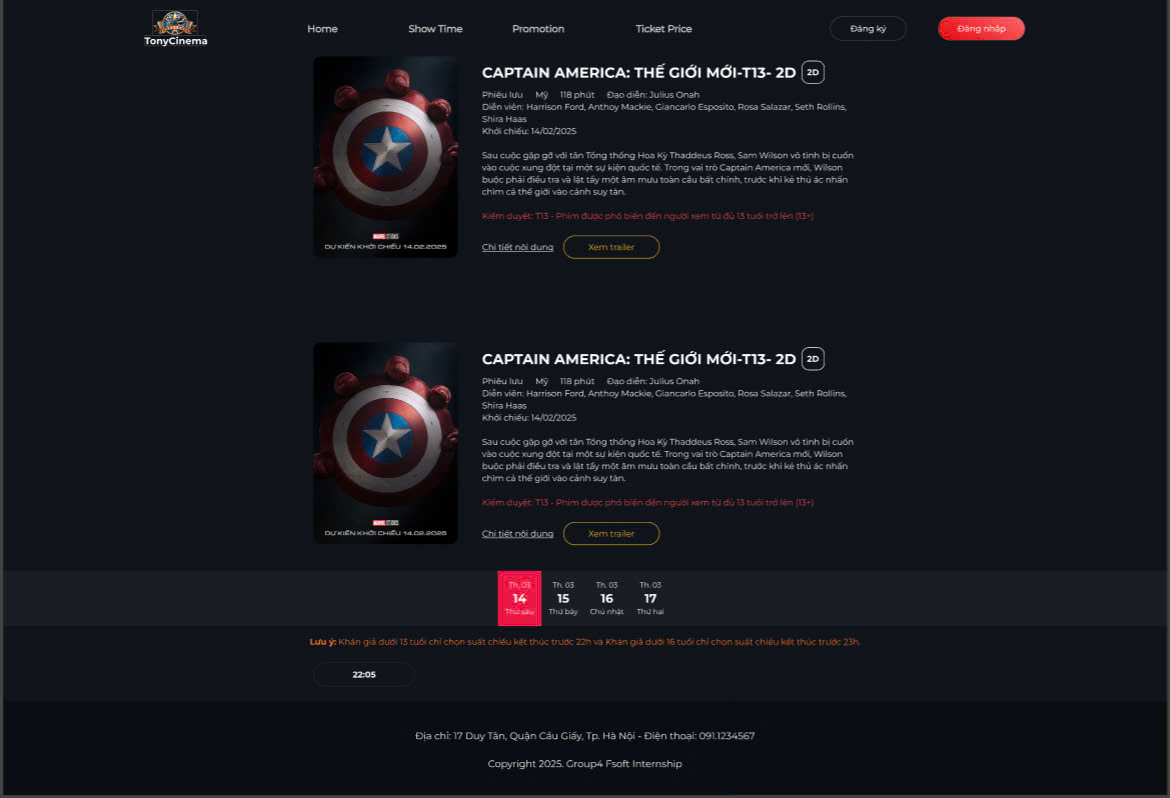 TonyCinema
Home
Show Time
Promotion
Ticket Price
Đăng ký
Đăng nhập
CAPTAIN AMERICA: THẾ GIỚI MỚI-T13- 2D 2D
Phiêu lưu Mỹ 118 phút Đạo diễn: Julius Onah
Diễn viên: Harrison Ford, Anthoy Mackie, Giancarlo Esposito, Rosa Salazar, Seth Rollins,
Shira Haas
Khởi chiếu: 14/02/2025
Sau cuộc gặp gỡ với tân Tổng thống Hoa Kỳ Thaddeus Ross, Sam Wilson vô tình bị cuốn
vào cuộc xung đột tại một sự kiện quốc tế. Trong vai trò Captain America mới, Wilson
buộc phải điều tra và lật tẩy một âm mưu toàn cầu bất chính, trước khi kẻ thủ ác nhấn
chìm cả thế giới vào cảnh suy tàn.
Kiểm duyệt: T13 - Phim được phổ biến đến người xem từ đủ 13 tuổi trở lên (13+)
MARVEL STUDIOS
DỰ KIẾN KHỞI CHIẾU 14.02.2025
Chi tiết nội dung
Xem trailer
CAPTAIN AMERICA: THẾ GIỚI MỚI-T13- 2D 2D
Phiêu lưu Mỹ 118 phút Đạo diễn: Julius Onah
Diễn viên: Harrison Ford, Anthoy Mackie, Giancarlo Esposito, Rosa Salazar, Seth Rollins,
Shira Haas
Khởi chiếu: 14/02/2025
Sau cuộc gặp gỡ với tân Tổng thống Hoa Kỳ Thaddeus Ross, Sam Wilson vô tình bị cuốn
vào cuộc xung đột tại một sự kiện quốc tế. Trong vai trò Captain America mới, Wilson
buộc phải điều tra và lật tẩy một âm mưu toàn cầu bất chính, trước khi kẻ thủ ác nhấn
chìm cả thế giới vào cảnh suy tàn.
Kiểm duyệt: T13 - Phim được phổ biến đến người xem từ đủ 13 tuổi trở lên (13+)
MARVEL STUDIOS
DỰ KIẾN KHỞI CHIẾU 14.02.2025
Chi tiết nội dung
Xem trailer
Th. 03
14
Thứ sáu
Th. 03
15
Thứ bảy
Th. 03
16
Chủ nhật
Th. 03
17
Thứ hai
Lưu ý: Khán giả dưới 13 tuổi chỉ chọn suất chiếu kết thúc trước 22h và Khán giả dưới 16 tuổi chỉ chọn suất chiếu kết thúc trước 23h.
22:05
Địa chỉ: 17 Duy Tân, Quận Cầu Giấy, Tp. Hà Nội - Điện thoại: 091.1234567
Copyright 2025. Group4 Fsoft Internship